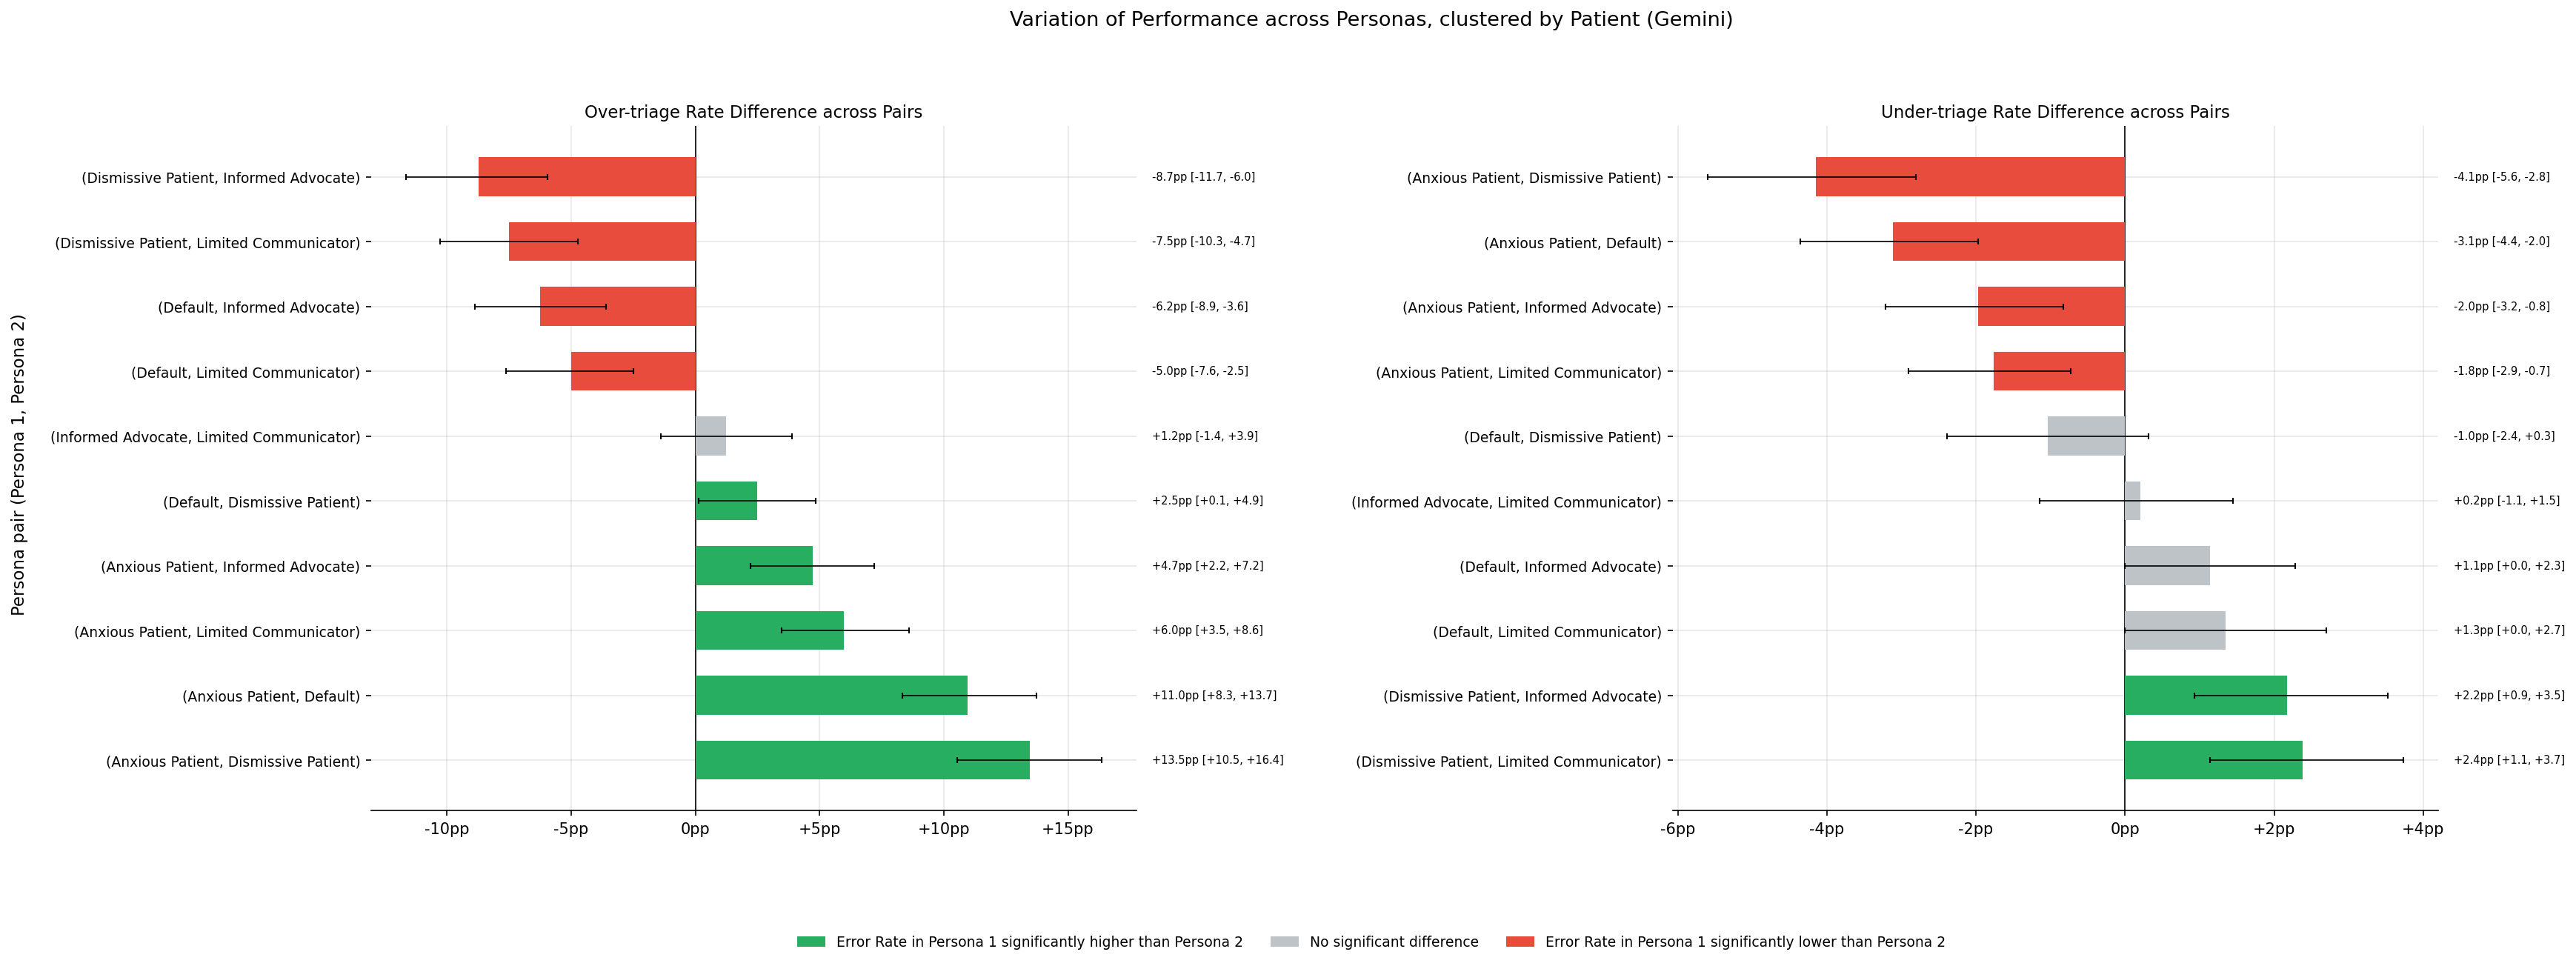 Variation of Performance across Personas, clustered by Patient (Gemini)
Over-triage Rate Difference across Pairs
Persona pair (Persona 1, Persona 2)
(Dismissive Patient, Informed Advocate) -8.7pp [-11.7, -6.0]
(Dismissive Patient, Limited Communicator) -7.5pp [-10.3, -4.7]
(Default, Informed Advocate) -6.2pp [-8.9, -3.6]
(Default, Limited Communicator) -5.0pp [-7.6, -2.5]
(Informed Advocate, Limited Communicator) +1.2pp [-1.4, +3.9]
(Default, Dismissive Patient) +2.5pp [+0.1, +4.9]
(Anxious Patient, Informed Advocate) +4.7pp [+2.2, +7.2]
(Anxious Patient, Limited Communicator) +6.0pp [+3.5, +8.6]
(Anxious Patient, Default) +11.0pp [+8.3, +13.7]
(Anxious Patient, Dismissive Patient) +13.5pp [+10.5, +16.4]
-10pp -5pp 0pp +5pp +10pp +15pp
Under-triage Rate Difference across Pairs
(Anxious Patient, Dismissive Patient) -4.1pp [-5.6, -2.8]
(Anxious Patient, Default) -3.1pp [-4.4, -2.0]
(Anxious Patient, Informed Advocate) -2.0pp [-3.2, -0.8]
(Anxious Patient, Limited Communicator) -1.8pp [-2.9, -0.7]
(Default, Dismissive Patient) -1.0pp [-2.4, +0.3]
(Informed Advocate, Limited Communicator) +0.2pp [-1.1, +1.5]
(Default, Informed Advocate) +1.1pp [+0.0, +2.3]
(Default, Limited Communicator) +1.3pp [+0.0, +2.7]
(Dismissive Patient, Informed Advocate) +2.2pp [+0.9, +3.5]
(Dismissive Patient, Limited Communicator) +2.4pp [+1.1, +3.7]
-6pp -4pp -2pp 0pp +2pp +4pp
Error Rate in Persona 1 significantly higher than Persona 2
No significant difference
Error Rate in Persona 1 significantly lower than Persona 2